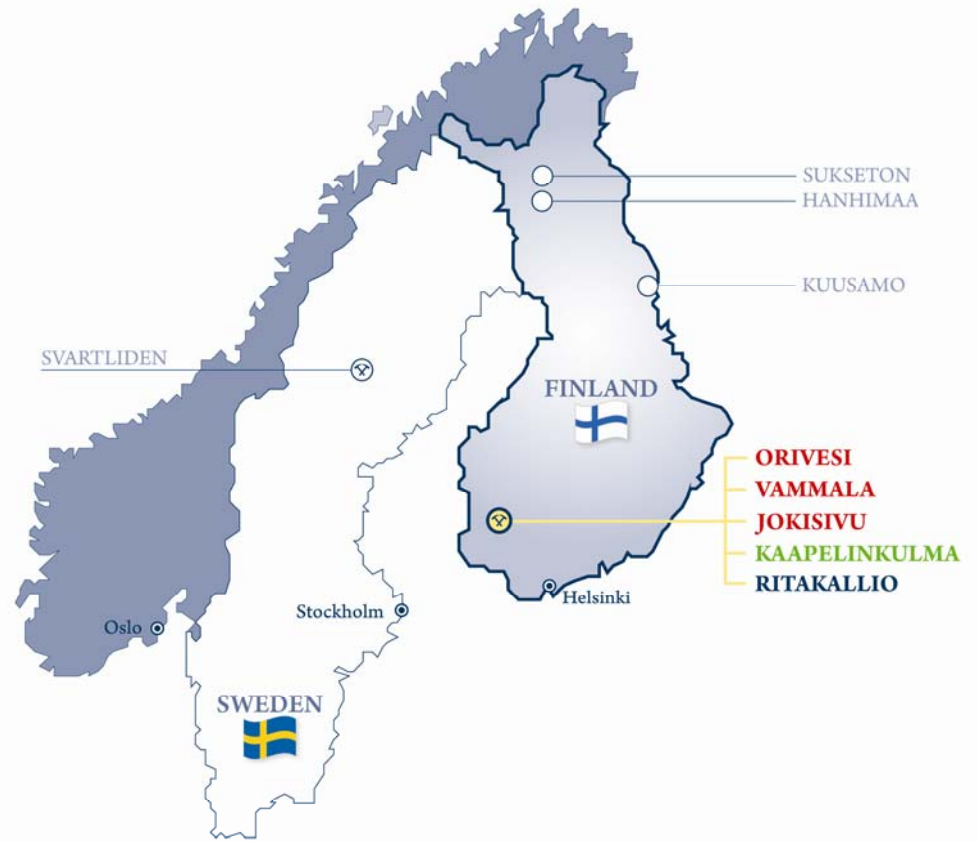 SUKSETON
HANHIMAA
KUUSAMO
SVARTLIDEN
FINLAND
ORIVESI
VAMMALA
JOKISIVU
KAAPELINKULMA
RITAKALLIO
Helsinki
Stockholm
Oslo
SWEDEN